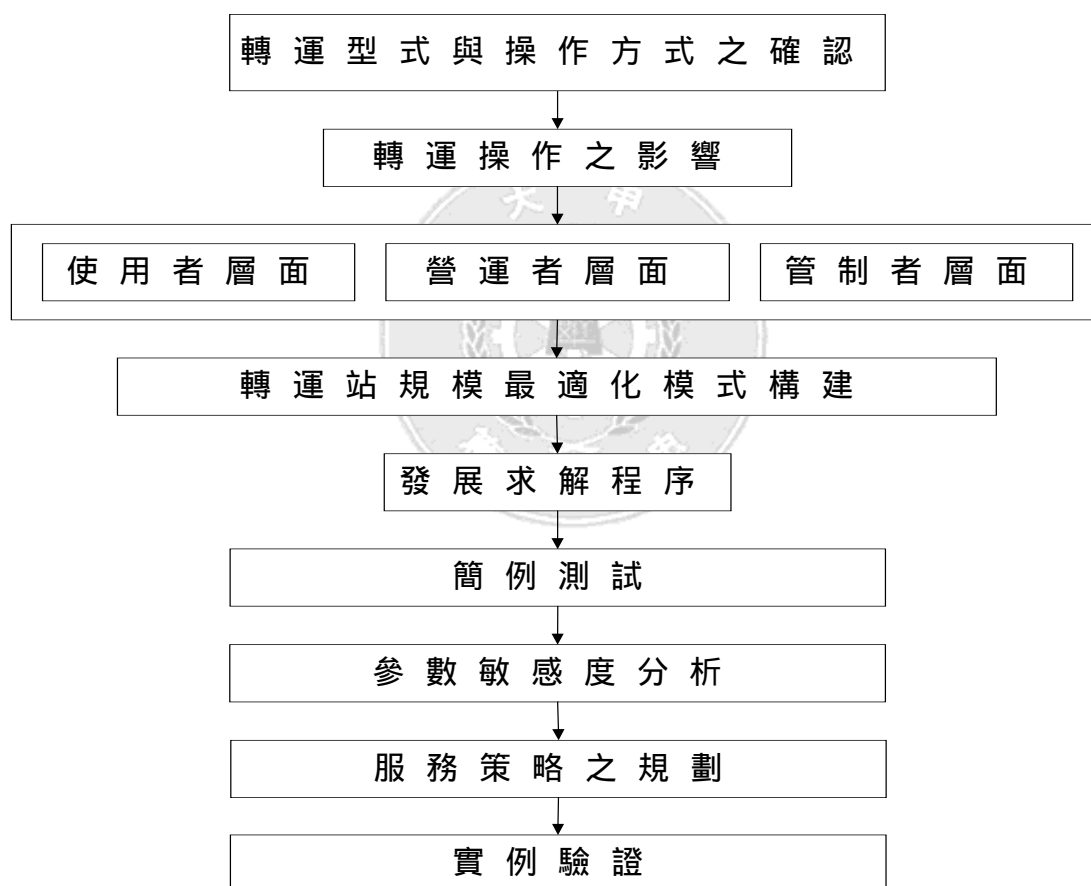 轉運型式與操作方式之確認
轉運操作之影響
使用者層面
營運者層面
管制者層面
轉運站規模最適化模式構建
發展求解程序
簡例測試
參數敏感度分析
服務策略之規劃
實例驗證